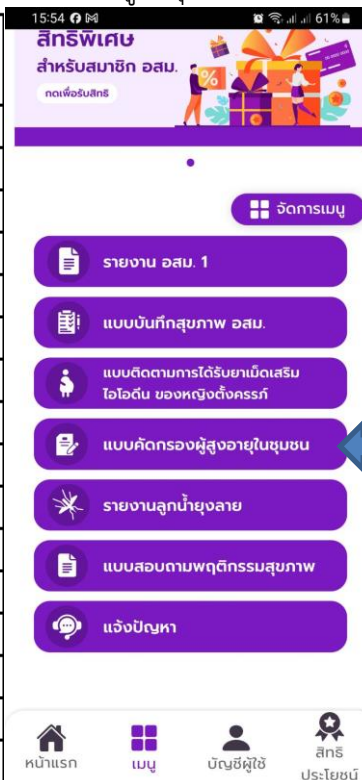 15:54
61%
สิทธิพิเศษ
สำหรับสมาชิก อสม.
กดเพื่อรับสิทธิ์
%
จัดการเมนู
รายงาน อสม. 1
แบบบันทึกสุขภาพ อสม.
แบบติดตามการได้รับยาเม็ดเสริม
ไอโอดีน ของหญิงตั้งครรภ์
แบบคัดกรองผู้สูงอายุในชุมชน
รายงานลูกน้ำยุงลาย
แบบสอบถามพฤติกรรมสุขภาพ
แจ้งปัญหา
หน้าแรก
เมนู
บัญชีผู้ใช้
สิทธิ
ประโยชน์